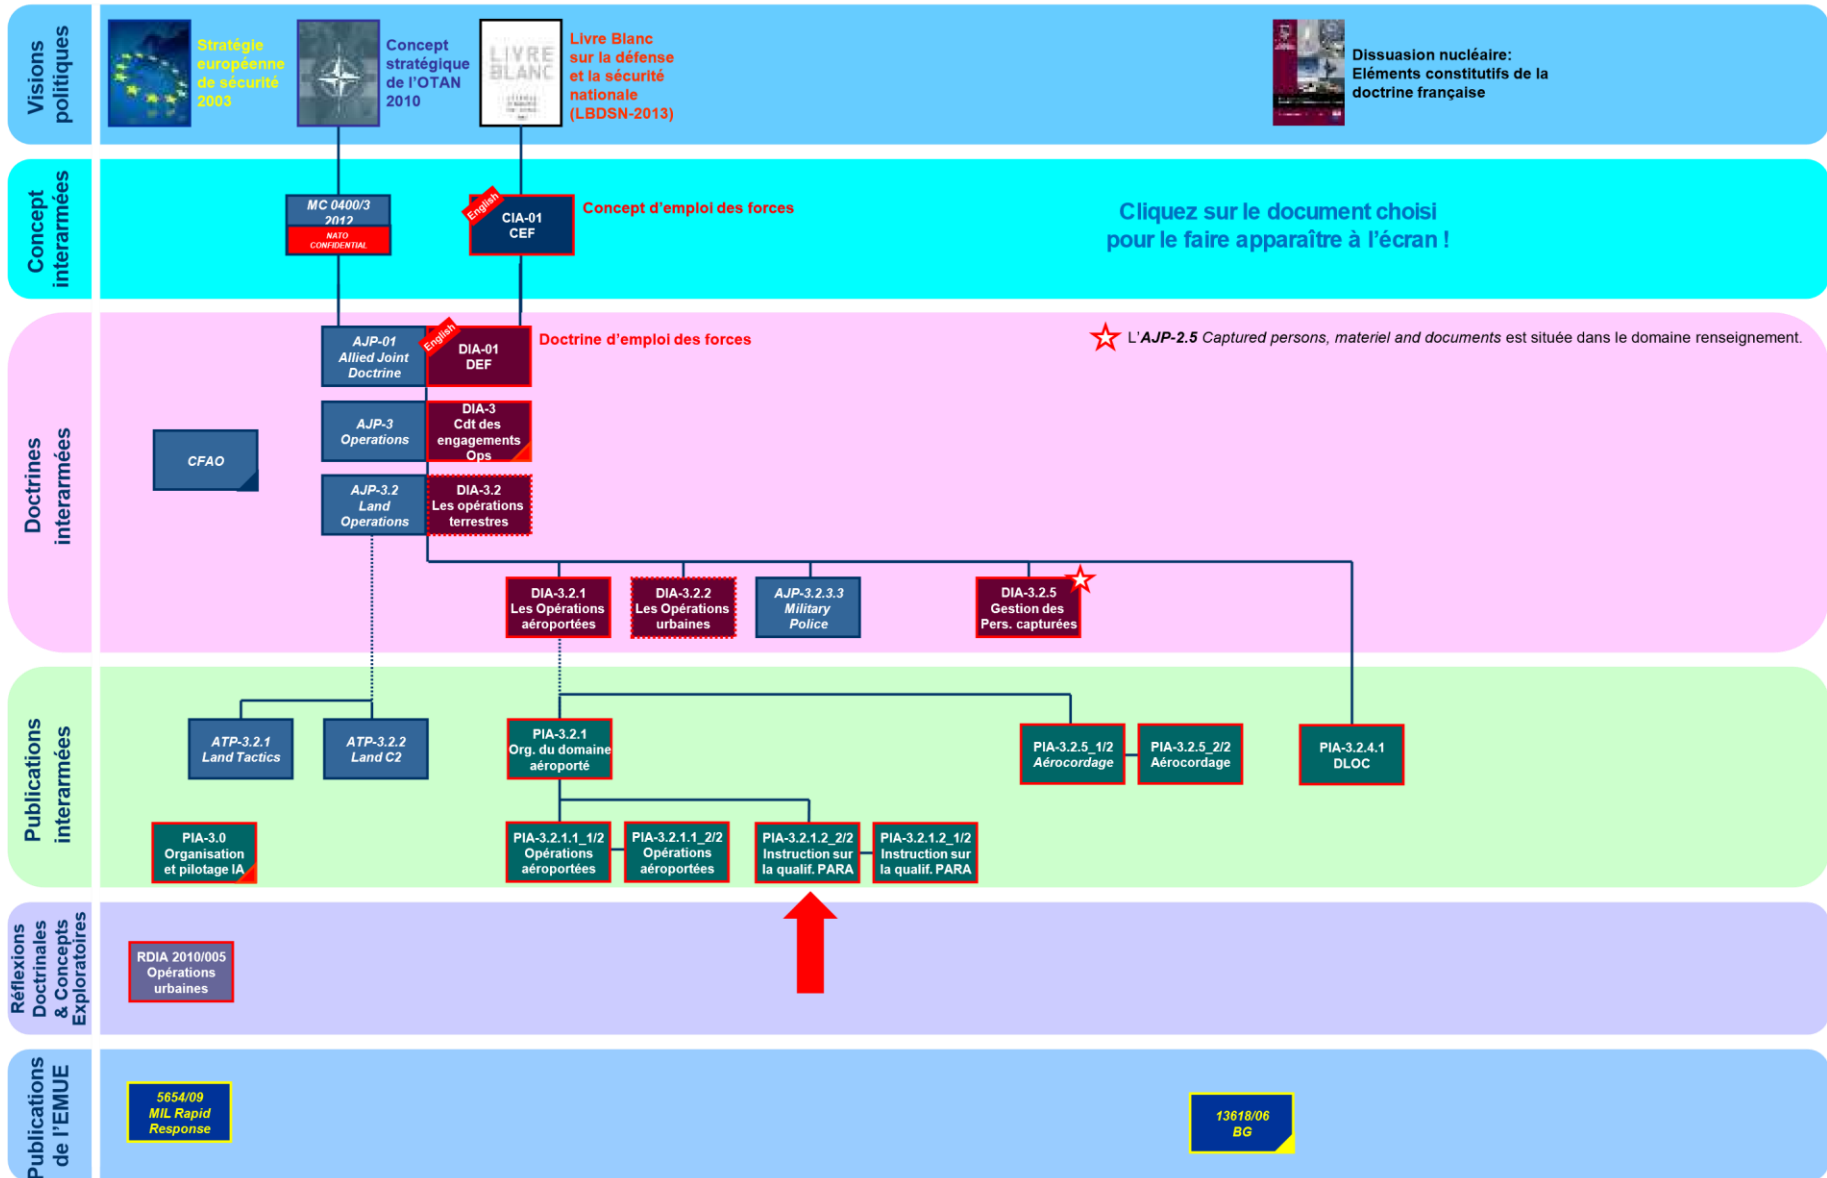 Visions
politiques
Stratégie
européenne
de sécurité
2003
Concept
stratégique
de l'OTAN
2010
LIVRE
BLANC
Livre Blanc
sur la défense
et la sécurité
nationale
(LBDSN-2013)
Dissuasion nucléaire:
Eléments constitutifs de la
doctrine française
Concept
interarmées
MC 0400/3
2012
NATO
CONFIDENTIAL
English
CIA-01
CEF
Concept d'emploi des forces
Cliquez sur le document choisi
pour le faire apparaître à l'écran !
Doctrines
interarmées
AJP-01
Allied Joint
Doctrine
English
DIA-01
DEF
Doctrine d'emploi des forces
L'AJP-2.5 Captured persons, materiel and documents est située dans le domaine renseignement.
CFAO
AJP-3
Operations
DIA-3
Cdt des
engagements
Ops
AJP-3.2
Land
Operations
DIA-3.2
Les opérations
terrestres
DIA-3.2.1
Les Opérations
aéroportées
DIA-3.2.2
Les Opérations
urbaines
AJP-3.2.3.3
Military
Police
DIA-3.2.5
Gestion des
Pers. capturées
Publications
interarmées
ATP-3.2.1
Land Tactics
ATP-3.2.2
Land C2
PIA-3.2.1
Org. du domaine
aéroporté
PIA-3.2.5_1/2
Aérocordage
PIA-3.2.5_2/2
Aérocordage
PIA-3.2.4.1
DLOC
PIA-3.0
Organisation
et pilotage IA
PIA-3.2.1.1_1/2
Opérations
aéroportées
PIA-3.2.1.1_2/2
Opérations
aéroportées
PIA-3.2.1.2_2/2
Instruction sur
la qualif. PARA
PIA-3.2.1.2_1/2
Instruction sur
la qualif. PARA
Réflexions
Doctrinales
& Concepts
Exploratoires
RDIA 2010/005
Opérations
urbaines
Publications
de l'EMUE
5654/09
MIL Rapid
Response
13618/06
BG